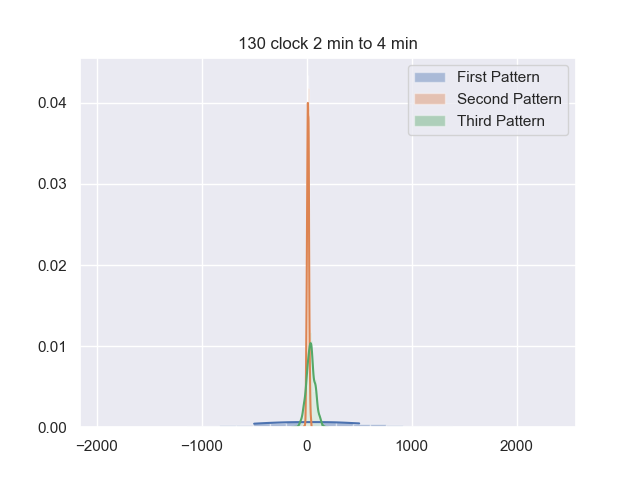 130 clock 2 min to 4 min
First Pattern
Second Pattern
Third Pattern
0.04
0.03
0.02
0.01
0.00
−2000
−1000
0
1000
2000